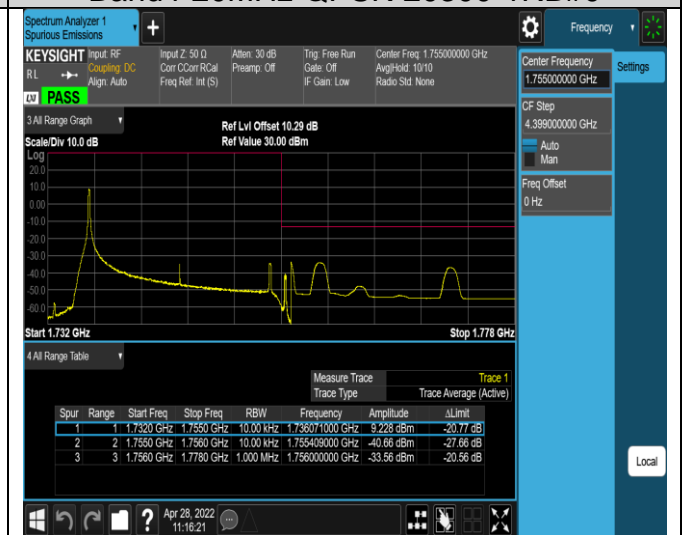 Spectrum Analyzer 1
Spurious Emissions
Frequency
KEYSIGHT
R L
LXI PASS
Input: RF
Coupling: DC
Align: Auto
Input Z: 50 Ω
Corr CCorr RCal
Freq Ref: Int (S)
Atten: 30 dB
Preamp: Off
Trig: Free Run
Gate: Off
IF Gain: Low
Center Freq: 1.755000000 GHz
Avg|Hold: 10/10
Radio Std: None
Center Frequency
1.755000000 GHz
Settings
CF Step
4.399000000 GHz
Auto
Man
Freq Offset
0 Hz
3 All Range Graph
Scale/Div 10.0 dB
Ref Lvl Offset 10.29 dB
Ref Value 30.00 dBm
Log
20.0
10.0
0.00
-10.0
-20.0
-30.0
-40.0
-50.0
-60.0
Start 1.732 GHz
Stop 1.778 GHz
4 All Range Table
Measure Trace Trace 1
Trace Type Trace Average (Active)
Spur Range Start Freq Stop Freq RBW Frequency Amplitude ΔLimit
1 1 1.7320 GHz 1.7550 GHz 10.00 kHz 1.736071000 GHz 9.228 dBm -20.77 dB
2 2 1.7550 GHz 1.7560 GHz 10.00 kHz 1.755409000 GHz -40.66 dBm -27.66 dB
3 3 1.7560 GHz 1.7780 GHz 1.000 MHz 1.756000000 GHz -33.56 dBm -20.56 dB
Local
Apr 28, 2022
11:16:21